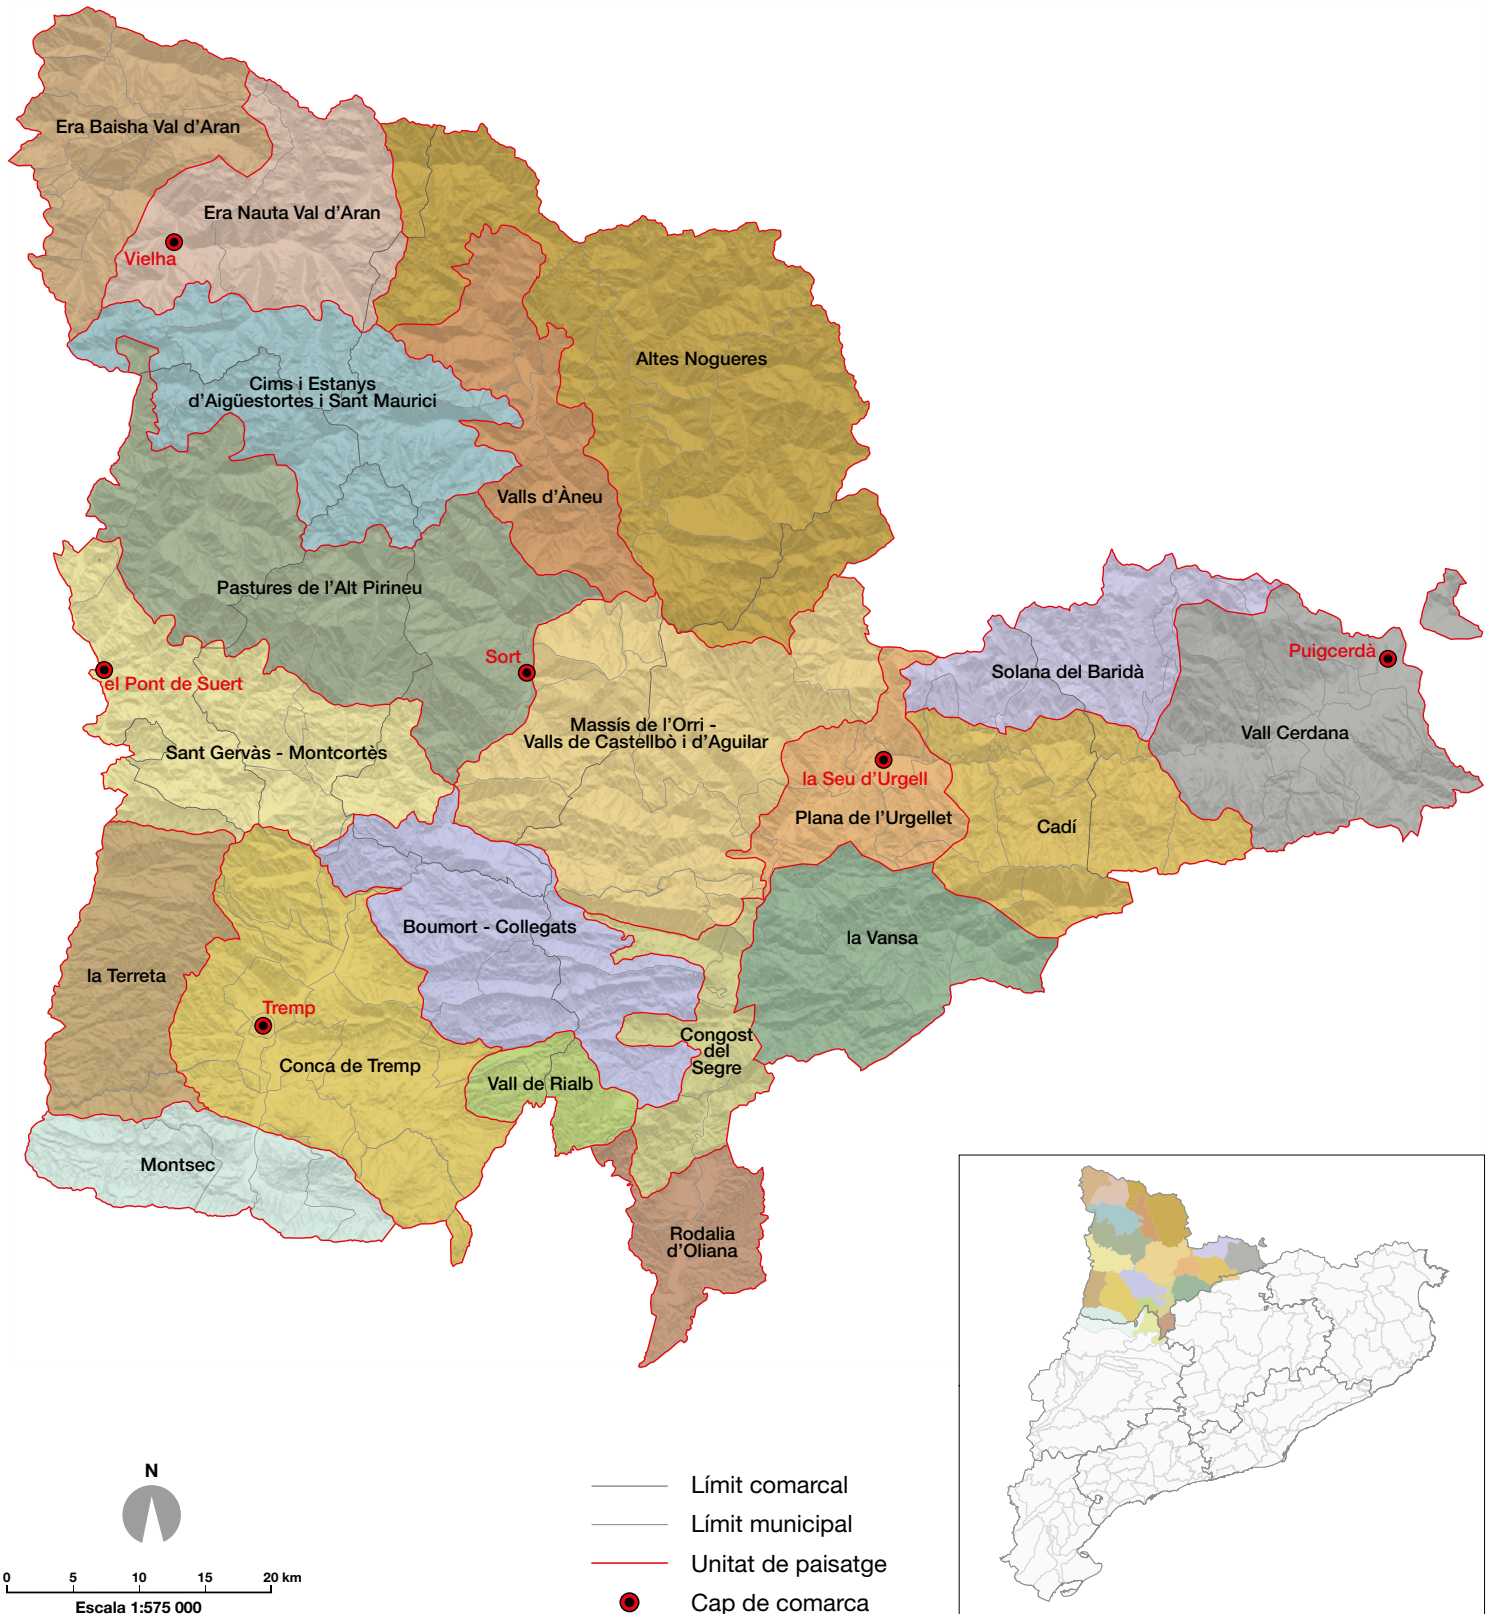 Era Baisha Val d'Aran
Era Nauta Val d'Aran
Vielha
Altes Nogueres
Cims i Estanys
d'Aigüestortes i Sant Maurici
Valls d'Àneu
Pastures de l'Alt Pirineu
Sort
el Pont de Suert
Puigcerdà
Solana del Baridà
Vall Cerdana
Massís de l'Orri -
Valls de Castellbò i d'Aguilar
Sant Gervàs - Montcortès
la Seu d'Urgell
Plana de l'Urgellet
Cadí
Boumort - Collegats
la Vansa
la Terreta
Tremp
Conca de Tremp
Congost
del
Segre
Vall de Rialb
Montsec
Rodalia
d'Oliana
N
0 5 10 15 20 km
Escala 1:575 000
Límit comarcal
Límit municipal
Unitat de paisatge
Cap de comarca